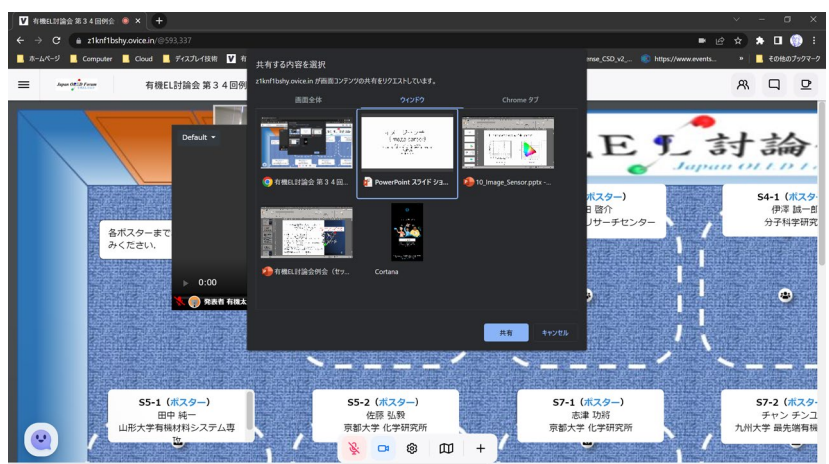 有機EL討論会 第34回例会
z1knf1bshy.ovice.in/@593,337
ホームページ
Computer
Cloud
ディスプレイ技術
https://www.events...
その他のブックマーク
Japan OLED Forum
有機EL討論会 第34回例
共有する内容を選択
z1knf1bshy.ovice.in が画面コンテンツの共有をリクエストしています。
画面全体
ウィンドウ
Chrome タブ
有機EL討論会 第34回...
PowerPoint スライド ショ...
10_Image_Sensor.pptx -...
有機EL討論会例会（セッ...
Cortana
共有
キャンセル
Default
各ポスターまで
みください．
0:00
発表者 有機太
EL討論
Japan OLED
ポスター）
啓介
リサーチセンター
S4-1（ポスタ
伊澤 誠一郎
分子科学研究
S5-1（ポスター）
田中 純一
山形大学有機材料システム専
S5-2（ポスター）
佐藤 弘毅
京都大学 化学研究所
S7-1（ポスター）
志津 功將
京都大学 化学研究所
S7-2（ポスタ
チャン チンユ
九州大学 最先端有機